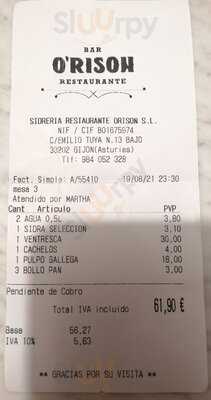 Sluurpy
BAR
O'RISON
RESTAURANTE
SIDRERIA RESTAURANTE ORISON S.L.
NIF / CIF B01675974
C/EMILIO TUYA N.13 BAJO
33202 GIJON(Asturias)
Tlf: 984 052 328
Fact. Simple: A/55410 19/08/21 23:30
mesa 3
Atendido por MARTHA
Cant Articulo PVP
2 AGUA 0,5L 3,80
1 SIDRA SELECCION 3,10
1 VENTRESCA 30,00
1 CACHELOS 4,00
1 PULPO GALLEGA 18,00
3 BOLLO PAN 3,00
Pendiente de Cobro
Total IVA incluido 61,90 €
Base 56,27
IVA 10% 5,63
** GRACIAS POR SU VISITA **